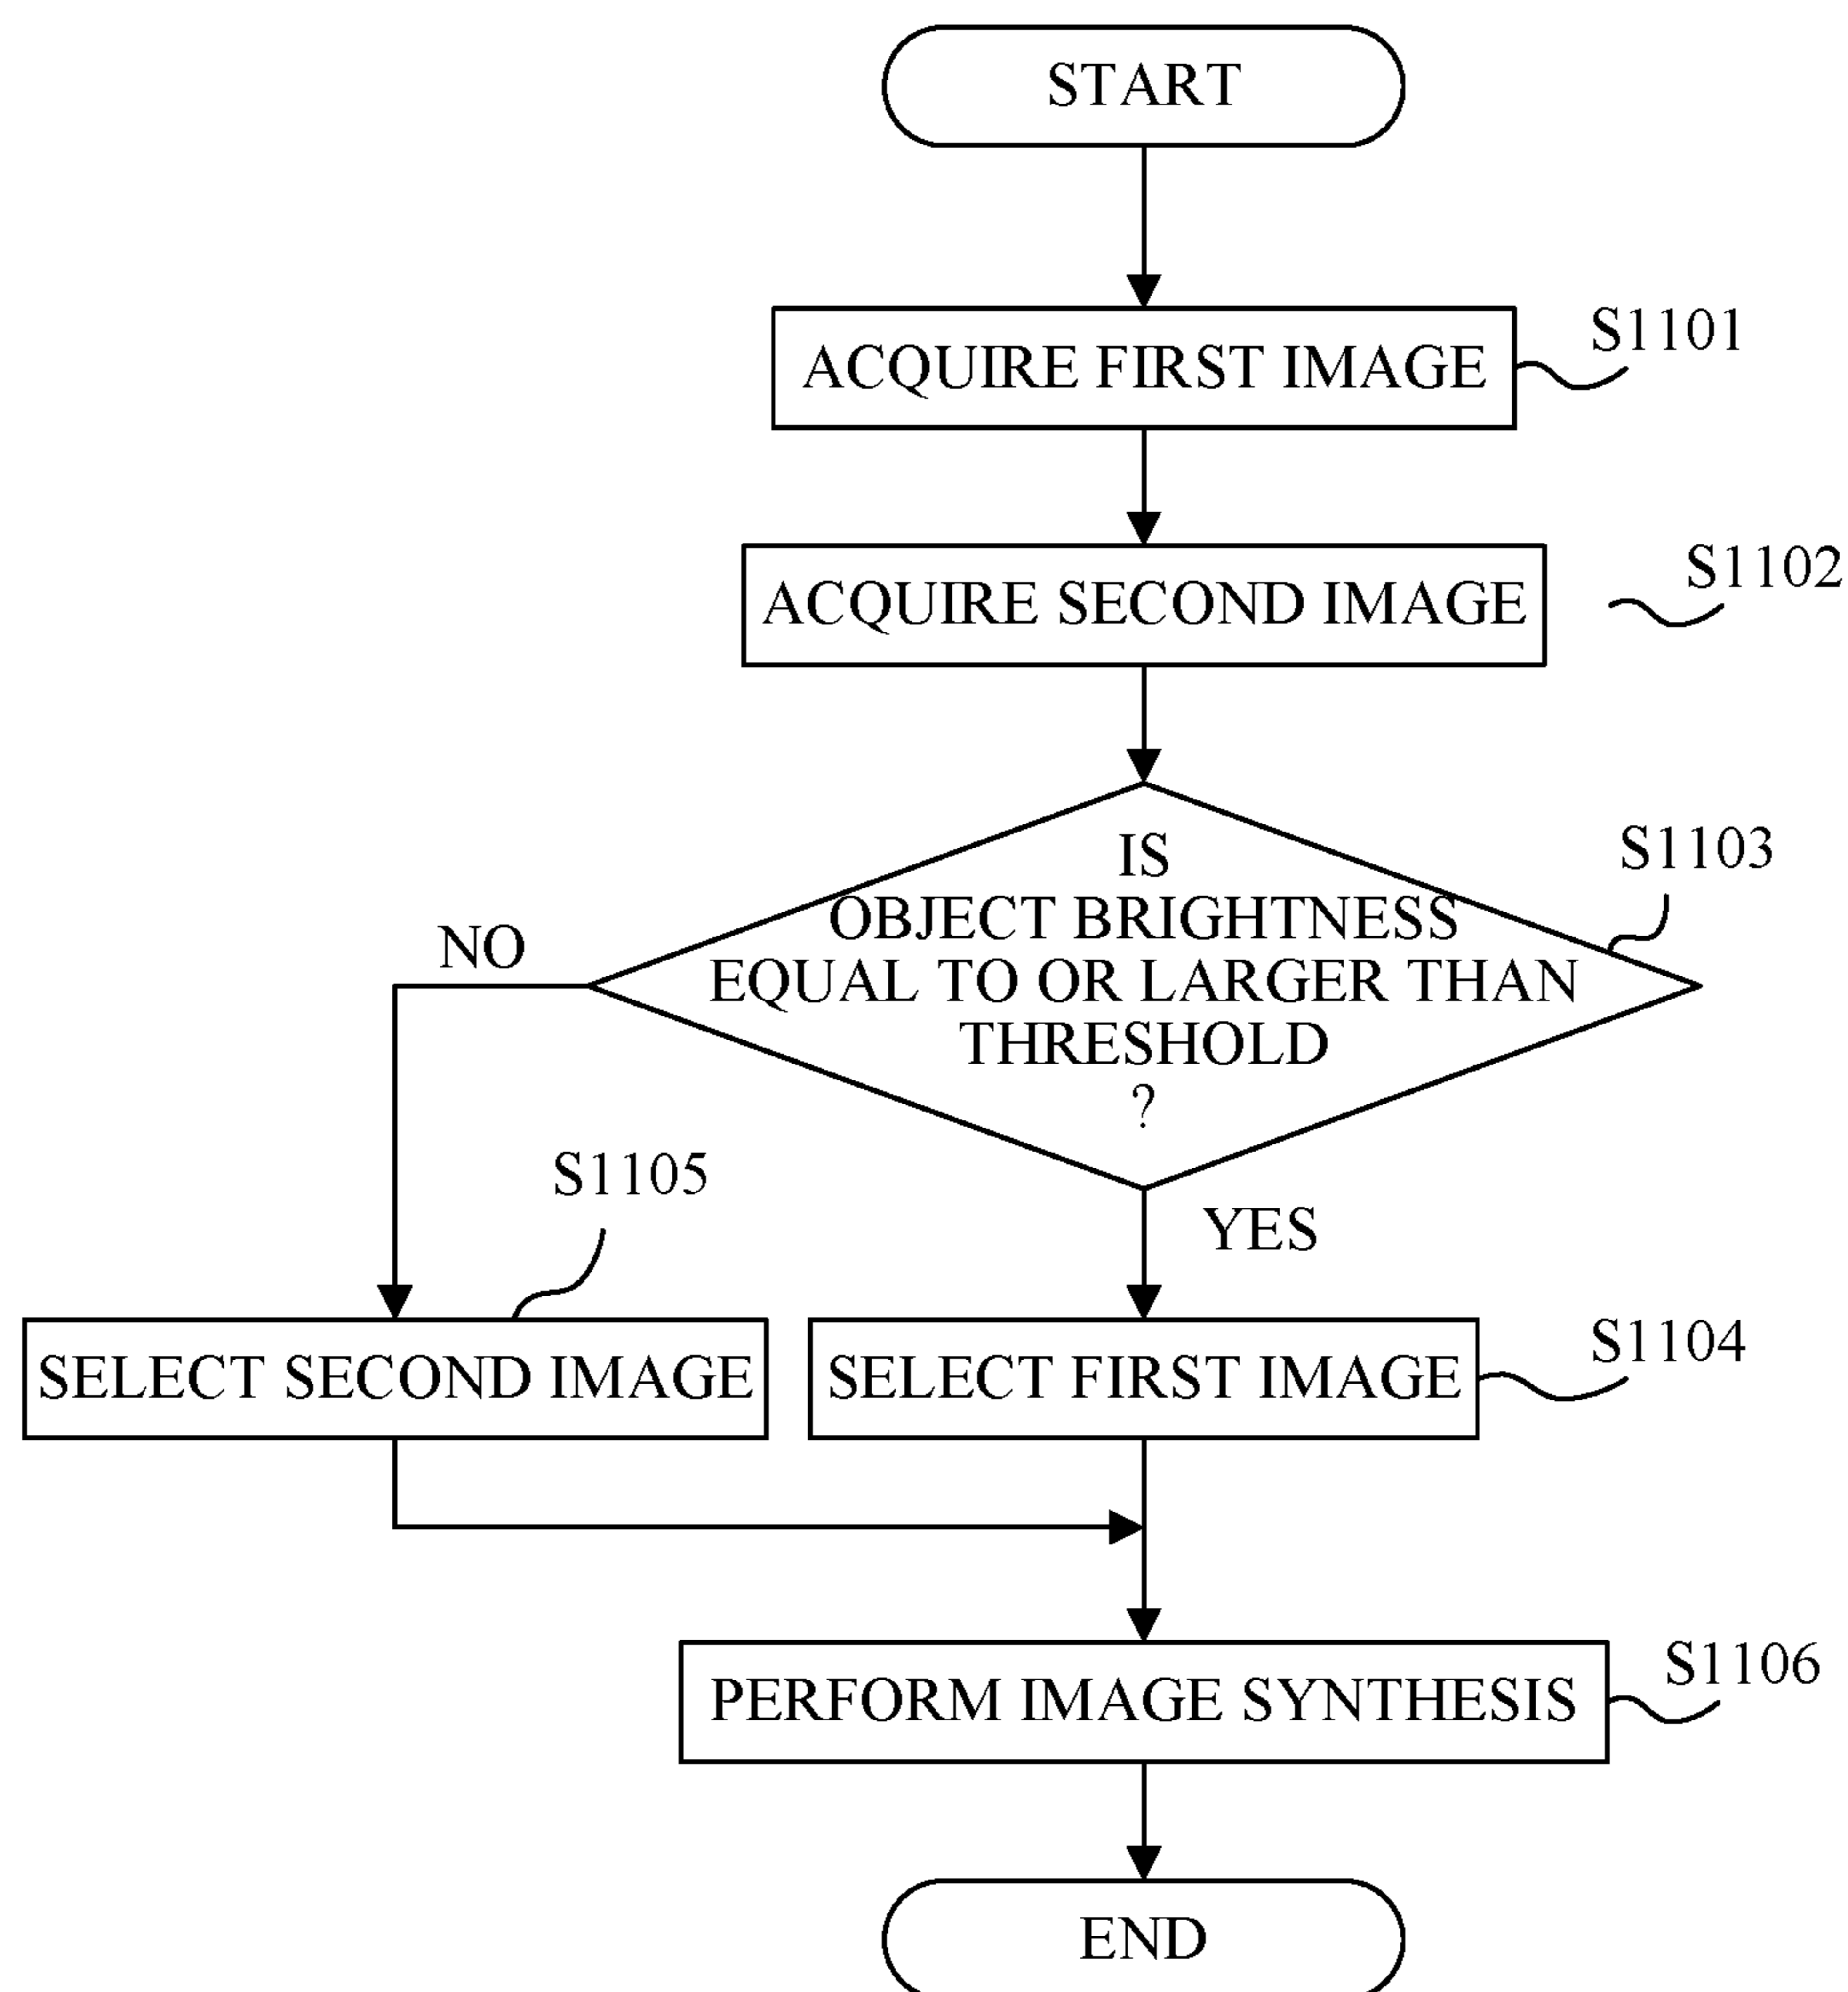 START
ACQUIRE FIRST IMAGE
S1101
ACQUIRE SECOND IMAGE
S1102
IS
OBJECT BRIGHTNESS
EQUAL TO OR LARGER THAN
THRESHOLD
?
S1103
NO
YES
S1105
SELECT SECOND IMAGE
SELECT FIRST IMAGE
S1104
PERFORM IMAGE SYNTHESIS
S1106
END